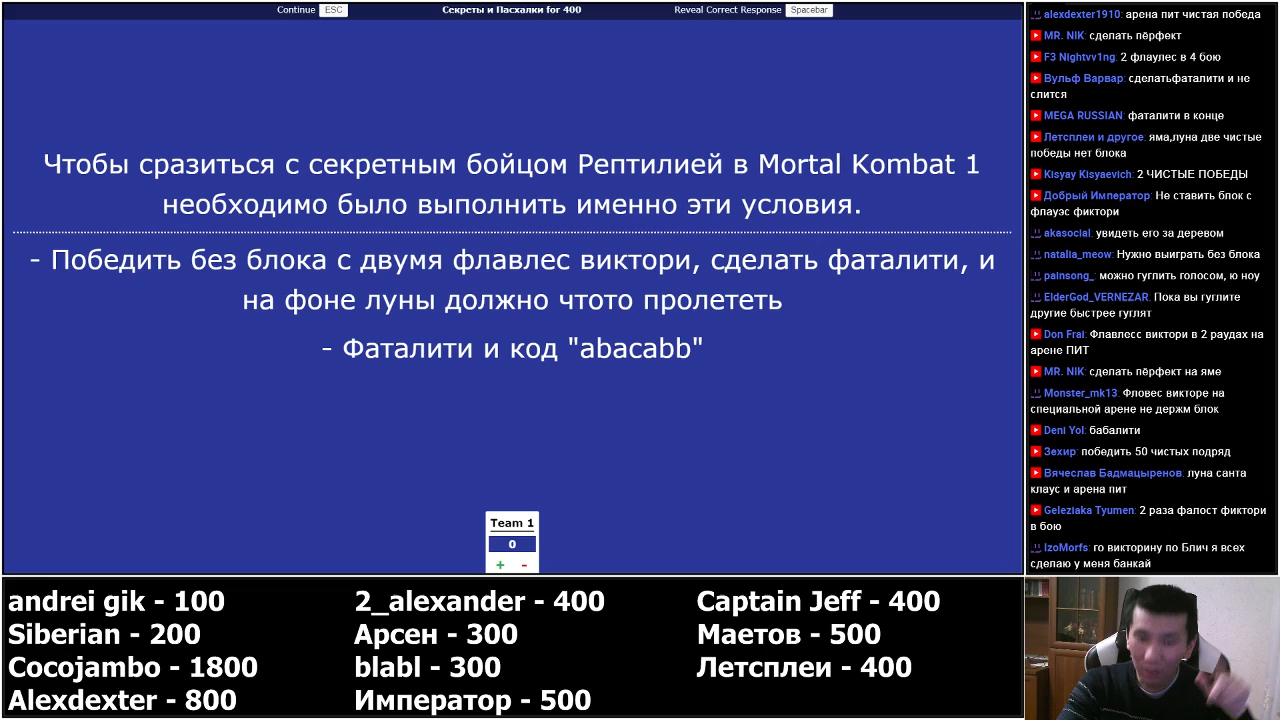 Continue ESC
Секреты и Пасхалки for 400
Reveal Correct Response Spacebar
Чтобы сразиться с секретным бойцом Рептилией в Mortal Kombat 1
необходимо было выполнить именно эти условия.
- Победить без блока с двумя флавлес виктори, сделать фаталити, и
на фоне луны должно чтото пролететь
- Фаталити и код "abacabb"
Team 1
0
+ -
alexdexter1910: арена пит чистая победа
MR. NIK: сделать пёрфект
F3 Nightvv1ng: 2 флаулес в 4 бою
Вульф Варвар: сделатьфаталити и не
слится
MEGA RUSSIAN: фаталити в конце
Летсплеи и другое: яма,луна две чистые
победы нет блока
Kisyay Kisyaevich: 2 ЧИСТЫЕ ПОБЕДЫ
Добрый Император: Не ставить блок с
флауэс фиктори
akasocial: увидеть его за деревом
natalia_meow: Нужно выиграть без блока
painsong_: можно гуглить голосом, ю ноу
ElderGod_VERNEZAR: Пока вы гуглите
другие быстрее гуглят
Don Frai: Флавлесс виктори в 2 раудах на
арене ПИТ
MR. NIK: сделать пёрфект на яме
Monster_mk13: Фловес викторе на
специальной арене не держм блок
Deni Yol: бабалити
Зехир: победить 50 чистых подряд
Вячеслав Бадмацыренов: луна санта
клаус и арена пит
Geleziaka Tyumen: 2 раза фалост фиктори
в бою
IzoMorfs: го викторину по Блич я всех
сделаю у меня банкай
andrei gik - 100
Siberian - 200
Cocojambo - 1800
Alexdexter - 800
2_alexander - 400
Арсен - 300
blabl - 300
Император - 500
Captain Jeff - 400
Маетов - 500
Летсплеи - 400